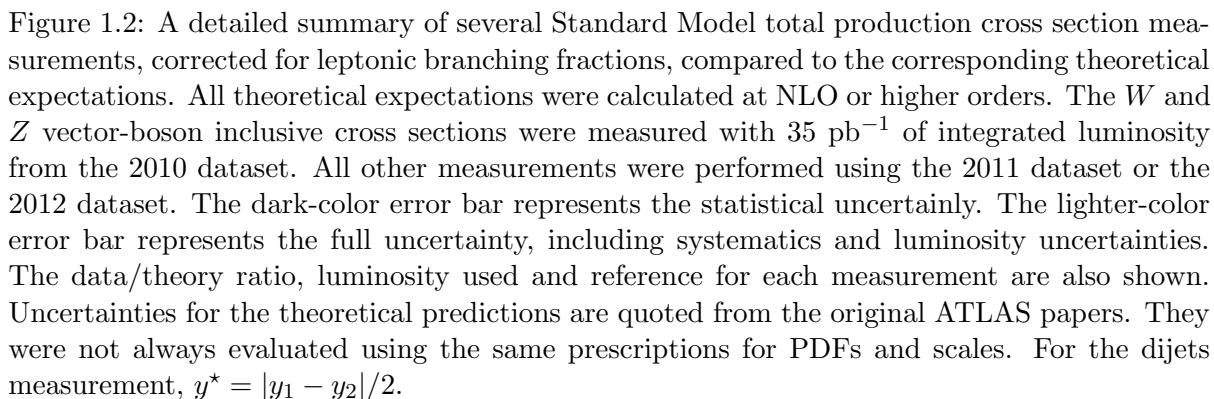 Figure 1.2: A detailed summary of several Standard Model total production cross section mea-
surements, corrected for leptonic branching fractions, compared to the corresponding theoretical
expectations. All theoretical expectations were calculated at NLO or higher orders. The W and
Z vector-boson inclusive cross sections were measured with 35 pb⁻¹ of integrated luminosity
from the 2010 dataset. All other measurements were performed using the 2011 dataset or the
2012 dataset. The dark-color error bar represents the statistical uncertainly. The lighter-color
error bar represents the full uncertainty, including systematics and luminosity uncertainties.
The data/theory ratio, luminosity used and reference for each measurement are also shown.
Uncertainties for the theoretical predictions are quoted from the original ATLAS papers. They
were not always evaluated using the same prescriptions for PDFs and scales. For the dijets
measurement, y⋆ = |y₁ − y₂|/2.